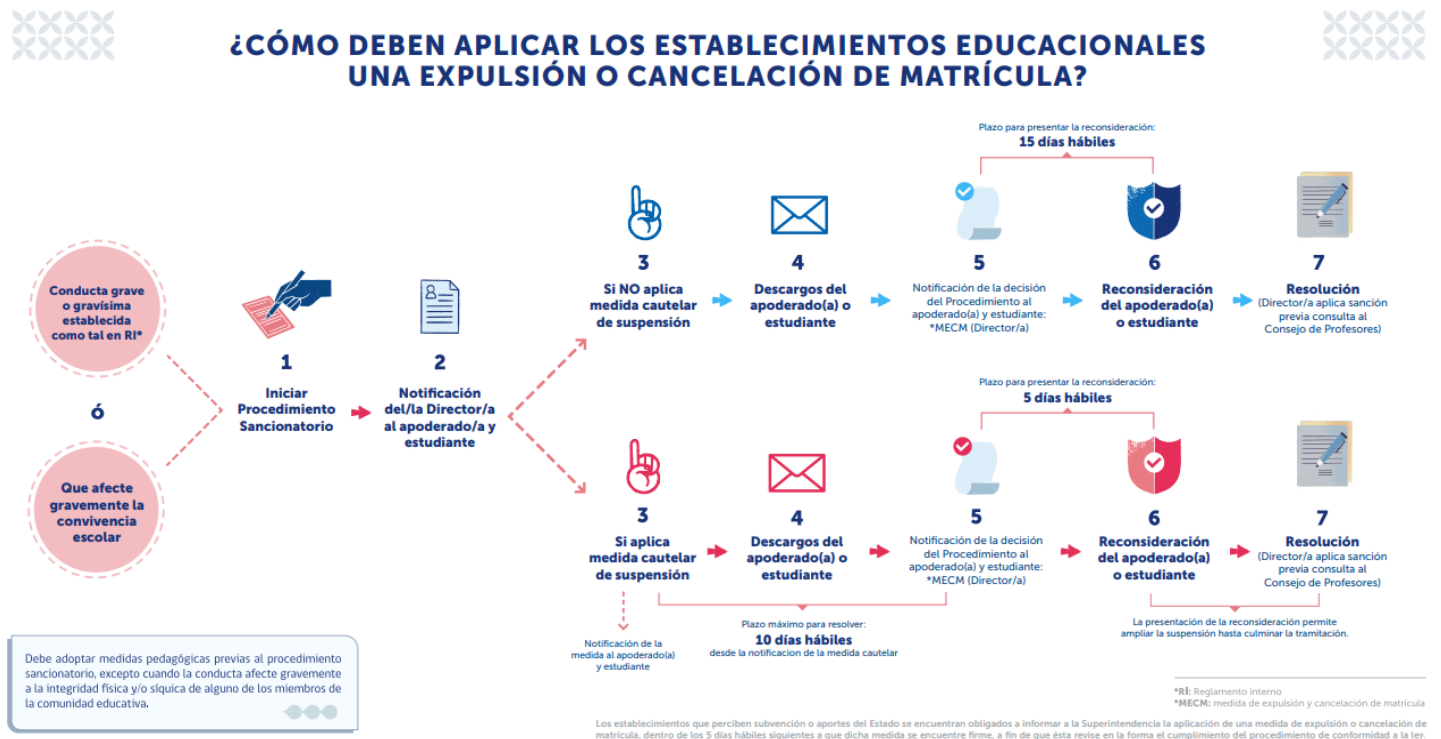 ¿CÓMO DEBEN APLICAR LOS ESTABLECIMIENTOS EDUCACIONALES
UNA EXPULSIÓN O CANCELACIÓN DE MATRÍCULA?
Conducta grave
o gravísima
establecida
como tal en RI*
ó
Que afecte
gravemente la
convivencia
escolar
1
Iniciar
Procedimiento
Sancionatorio
2
Notificación
del/la Director/a
al apoderado/a y
estudiante
3
Si NO aplica
medida cautelar
de suspensión
4
Descargos del
apoderado(a) o
estudiante
Plazo para presentar la reconsideración:
15 días hábiles
5
Notificación de la decisión
del Procedimiento al
apoderado(a) y estudiante:
*MECM (Director/a)
6
Reconsideración
del apoderado(a)
o estudiante
7
Resolución
(Director/a aplica sanción
previa consulta al
Consejo de Profesores)
3
Si aplica
medida cautelar
de suspensión
Notificación de la
medida al apoderado(a)
y estudiante
4
Descargos del
apoderado(a) o
estudiante
Plazo máximo para resolver:
10 días hábiles
desde la notificacion de la medida cautelar
Plazo para presentar la reconsideración:
5 días hábiles
5
Notificación de la decisión
del Procedimiento al
apoderado(a) y estudiante:
*MECM (Director/a)
6
Reconsideración
del apoderado(a)
o estudiante
7
Resolución
(Director/a aplica sanción
previa consulta al
Consejo de Profesores)
La presentación de la reconsideración permite
ampliar la suspensión hasta culminar la tramitación.
Debe adoptar medidas pedagógicas previas al procedimiento
sancionatorio, excepto cuando la conducta afecte gravemente
a la integridad física y/o síquica de alguno de los miembros de
la comunidad educativa.
*RÍ: Reglamento interno
*MECM: medida de expulsión y cancelación de matrícula
Los establecimientos que perciben subvención o aportes del Estado se encuentran obligados a informar a la Superintendencia la aplicación de una medida de expulsión o cancelación de
matrícula, dentro de los 5 días hábiles siguientes a que dicha medida se encuentre firme, a fin de que ésta revise en la forma el cumplimiento del procedimiento de conformidad a la ley.